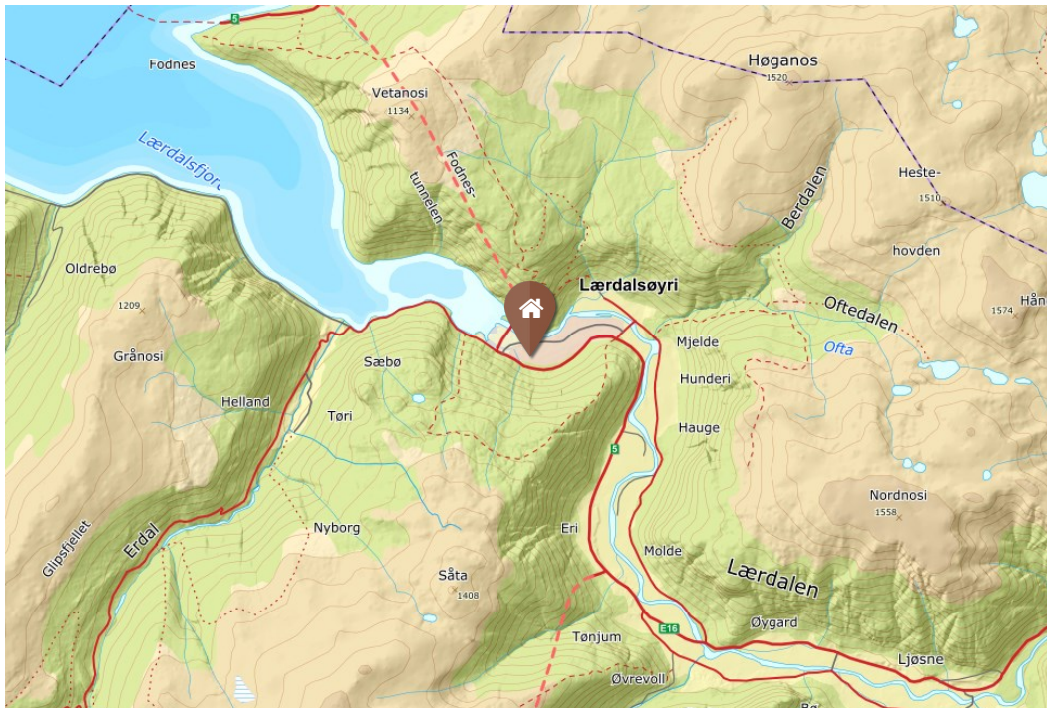 5
Fodnes
Høganos
1520
Vetanosi
1134
Lærdalsfjord
Fodnes-
tunnelen
Berdalen
Heste-
1510
hovden
Oldrebø
Lærdalsøyri
Oftedalen
1209
1574
Grånosi
Sæbø
Mjelde
Ofta
Hunderi
Helland
Tøri
Hauge
5
Nordnosi
1558
Nyborg
Eri
Glipsfjellet
Erdal
Molde
Lærdalen
Såta
1408
Øygard
E16
Tønjum
Ljøsne
Øvrevoll